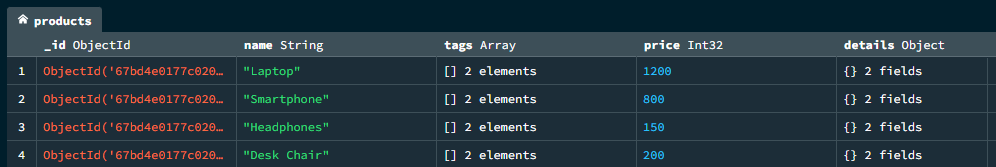 products
_id ObjectId name String tags Array price Int32 details Object
1 ObjectId('67bd4e0177c020… "Laptop" [] 2 elements 1200 {} 2 fields
2 ObjectId('67bd4e0177c020… "Smartphone" [] 2 elements 800 {} 2 fields
3 ObjectId('67bd4e0177c020… "Headphones" [] 2 elements 150 {} 2 fields
4 ObjectId('67bd4e0177c020… "Desk Chair" [] 2 elements 200 {} 2 fields